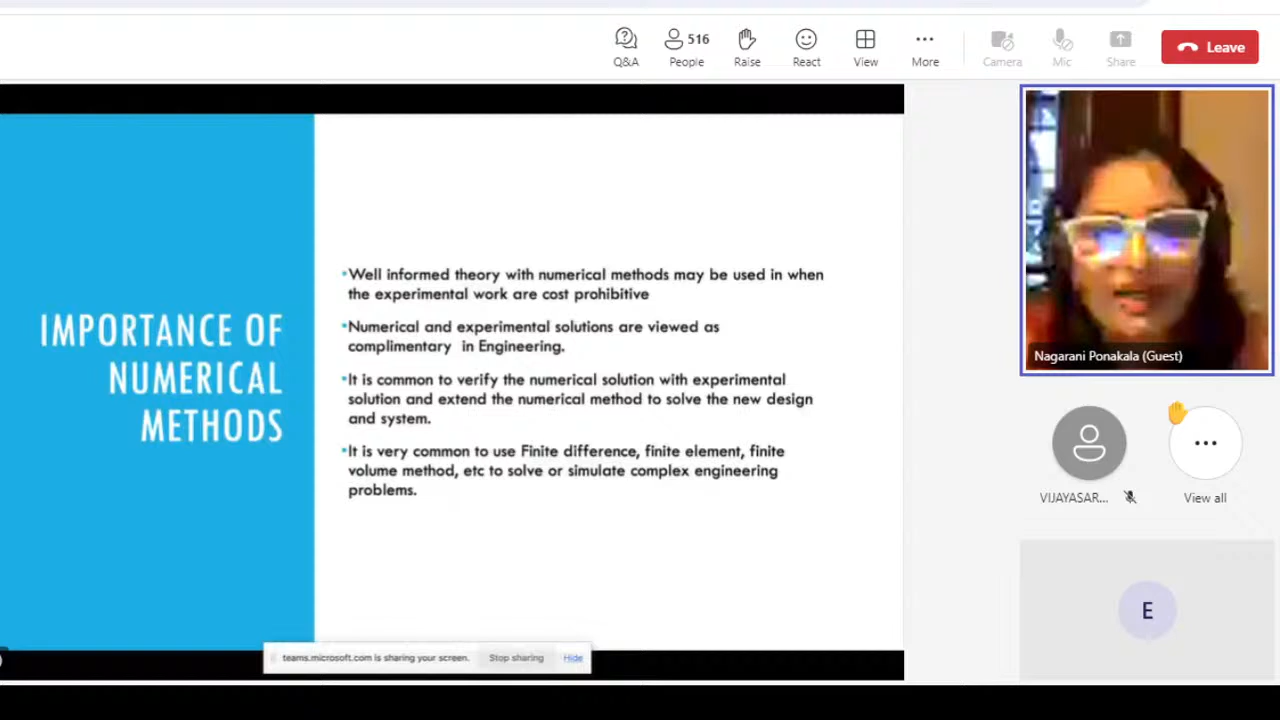 516
Q&A
People
Raise
React
View
More
Camera
Mic
Share
Leave
IMPORTANCE OF
NUMERICAL
METHODS
•Well informed theory with numerical methods may be used in when
the experimental work are cost prohibitive
•Numerical and experimental solutions are viewed as
complimentary in Engineering.
•It is common to verify the numerical solution with experimental
solution and extend the numerical method to solve the new design
and system.
•It is very common to use Finite difference, finite element, finite
volume method, etc to solve or simulate complex engineering
problems.
teams.microsoft.com is sharing your screen.
Stop sharing
Hide
Nagarani Ponakala (Guest)
VIJAYASAR...
View all
E